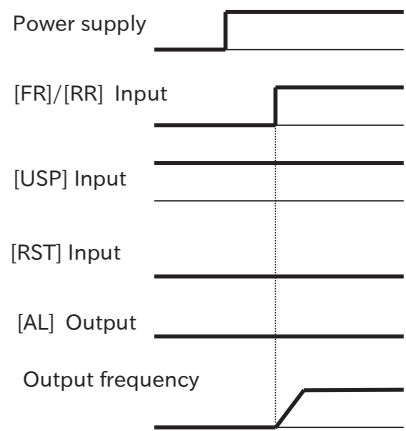 Power supply
[FR]/[RR] Input
[USP] Input
[RST] Input
[AL] Output
Output frequency